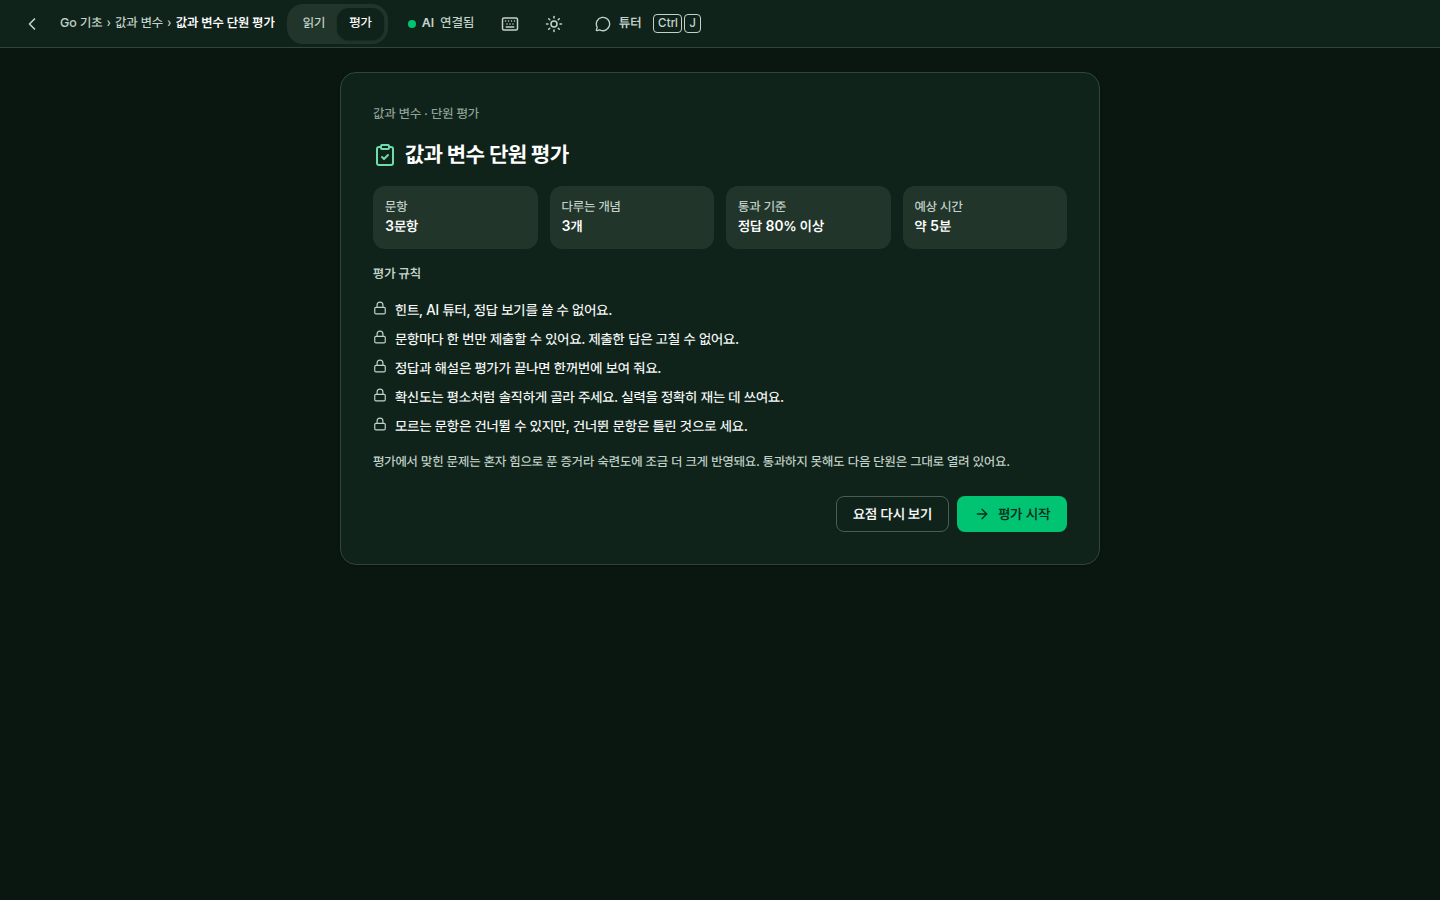 Go 기초 › 값과 변수 › 값과 변수 단원 평가 읽기 평가 AI 연결됨 튜터 Ctrl J
값과 변수 · 단원 평가
값과 변수 단원 평가
문항 다루는 개념 통과 기준 예상 시간
3문항 3개 정답 80% 이상 약 5분
평가 규칙
힌트, AI 튜터, 정답 보기를 쓸 수 없어요.
문항마다 한 번만 제출할 수 있어요. 제출한 답은 고칠 수 없어요.
정답과 해설은 평가가 끝나면 한꺼번에 보여 줘요.
확신도는 평소처럼 솔직하게 골라 주세요. 실력을 정확히 재는 데 쓰여요.
모르는 문항은 건너뛸 수 있지만, 건너뛴 문항은 틀린 것으로 세요.
평가에서 맞힌 문제는 혼자 힘으로 푼 증거라 숙련도에 조금 더 크게 반영돼요. 통과하지 못해도 다음 단원은 그대로 열려 있어요.
요점 다시 보기 평가 시작